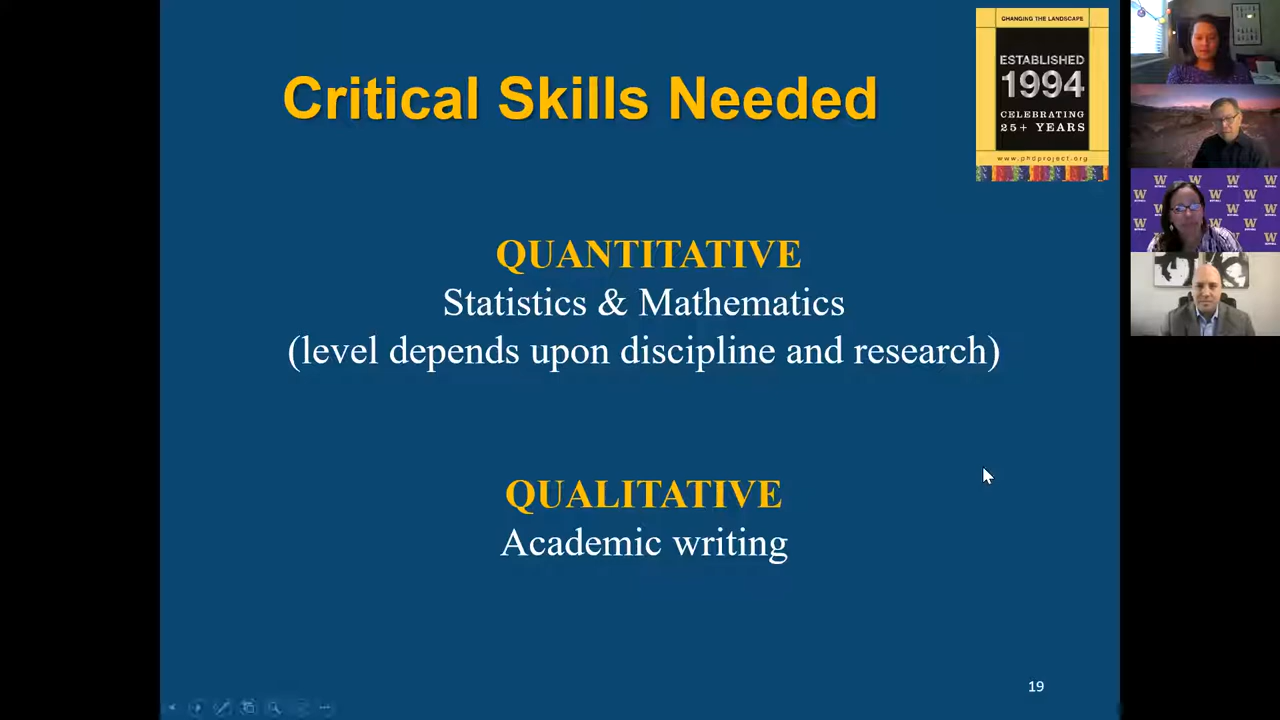 Critical Skills Needed
CHANGING THE LANDSCAPE
ESTABLISHED
1994
CELEBRATING
25+ YEARS
www.phdproject.org
QUANTITATIVE
Statistics & Mathematics
(level depends upon discipline and research)
QUALITATIVE
Academic writing
19
W W W W
W W
W W